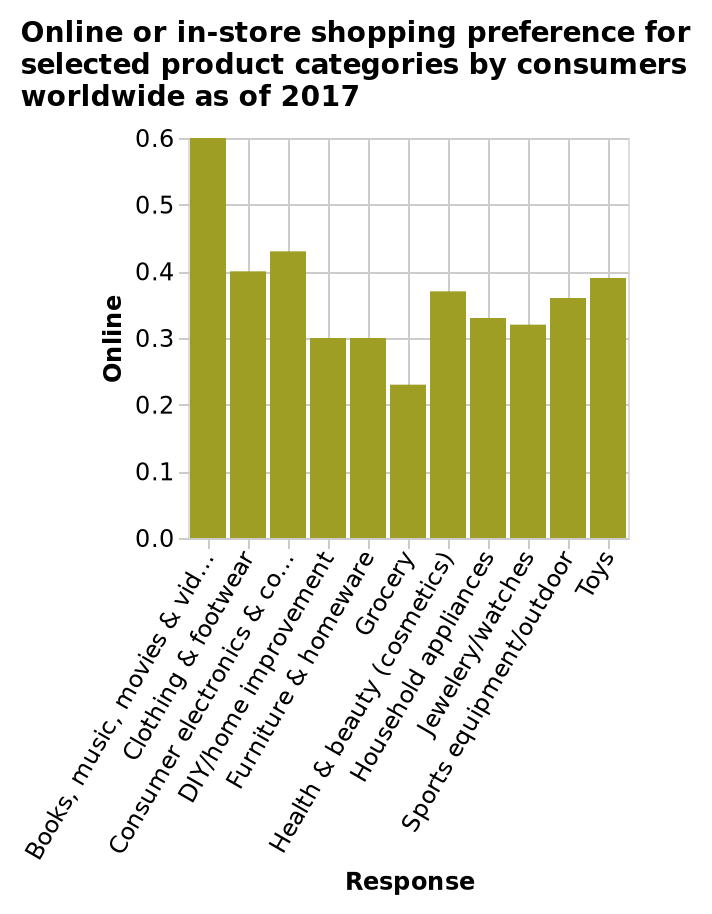 Online or in-store shopping preference for
selected product categories by consumers
worldwide as of 2017
0.6
0.5
0.4
0.3
0.2
0.1
0.0
Online
Books, music, movies & vid...
Clothing & footwear
Consumer electronics & co...
DIY/home improvement
Furniture & homeware
Grocery
Health & beauty (cosmetics)
Household appliances
Jewelery/watches
Sports equipment/outdoor
Toys
Response